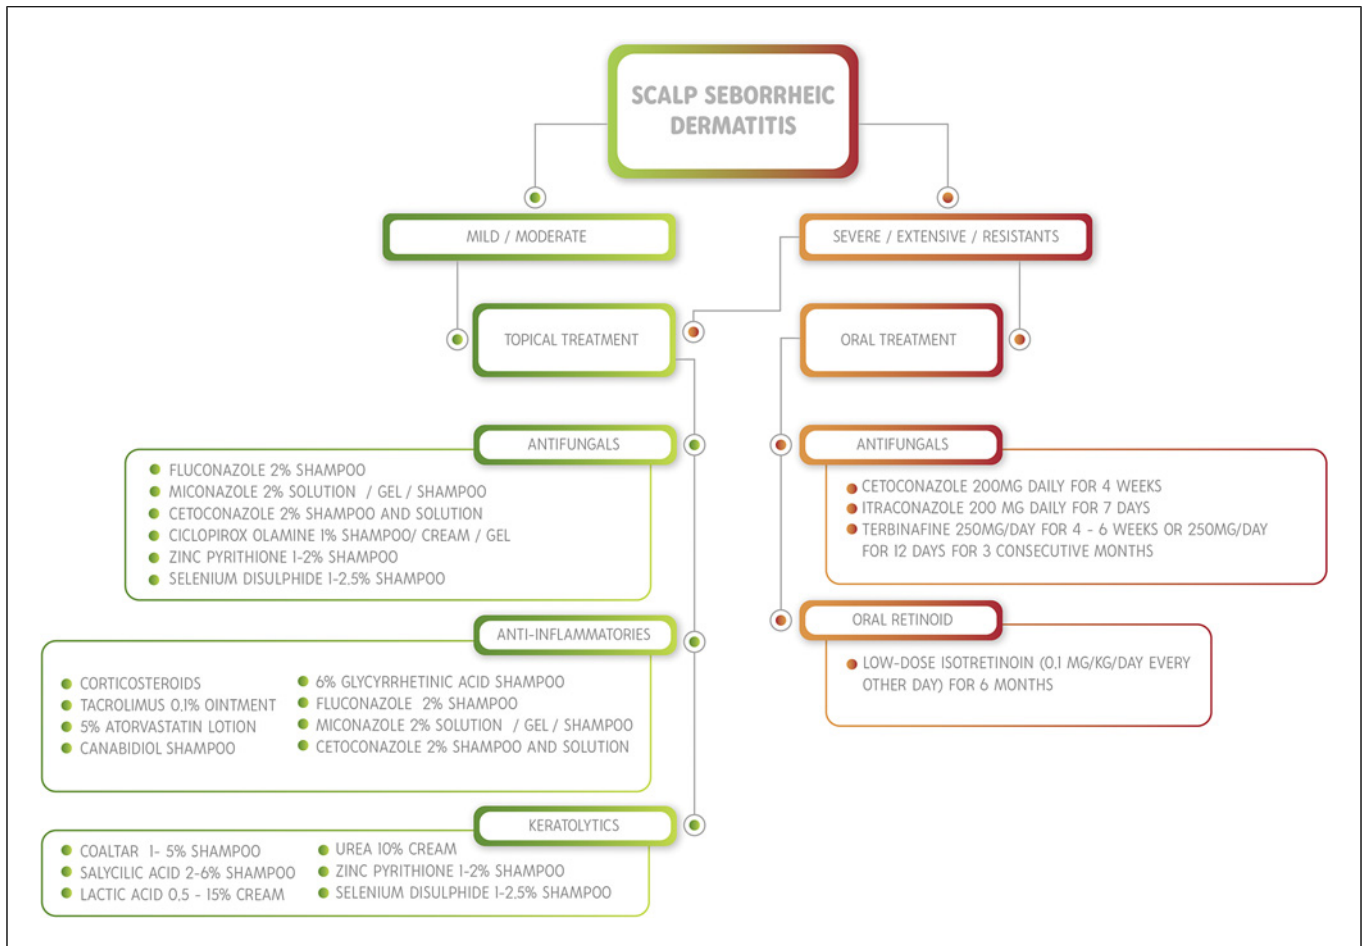 SCALP SEBORRHEIC
DERMATITIS
MILD / MODERATE
SEVERE / EXTENSIVE / RESISTANTS
TOPICAL TREATMENT
ORAL TREATMENT
ANTIFUNGALS
FLUCONAZOLE 2% SHAMPOO
MICONAZOLE 2% SOLUTION / GEL / SHAMPOO
CETOCONAZOLE 2% SHAMPOO AND SOLUTION
CICLOPIROX OLAMINE 1% SHAMPOO/ CREAM / GEL
ZINC PYRITHIONE 1-2% SHAMPOO
SELENIUM DISULPHIDE 1-2.5% SHAMPOO
ANTIFUNGALS
CETOCONAZOLE 200MG DAILY FOR 4 WEEKS
ITRACONAZOLE 200 MG DAILY FOR 7 DAYS
TERBINAFINE 250MG/DAY FOR 4 - 6 WEEKS OR 250MG/DAY
FOR 12 DAYS FOR 3 CONSECUTIVE MONTHS
ANTI-INFLAMMATORIES
CORTICOSTEROIDS
TACROLIMUS 0,1% OINTMENT
5% ATORVASTATIN LOTION
CANABIDIOL SHAMPOO
6% GLYCYRRHETINIC ACID SHAMPOO
FLUCONAZOLE 2% SHAMPOO
MICONAZOLE 2% SOLUTION / GEL / SHAMPOO
CETOCONAZOLE 2% SHAMPOO AND SOLUTION
ORAL RETINOID
LOW-DOSE ISOTRETINOIN (0,1 MG/KG/DAY EVERY
OTHER DAY) FOR 6 MONTHS
KERATOLYTICS
COALTAR 1- 5% SHAMPOO
SALYCILIC ACID 2-6% SHAMPOO
LACTIC ACID 0.5 - 15% CREAM
UREA 10% CREAM
ZINC PYRITHIONE 1-2% SHAMPOO
SELENIUM DISULPHIDE 1-2,5% SHAMPOO